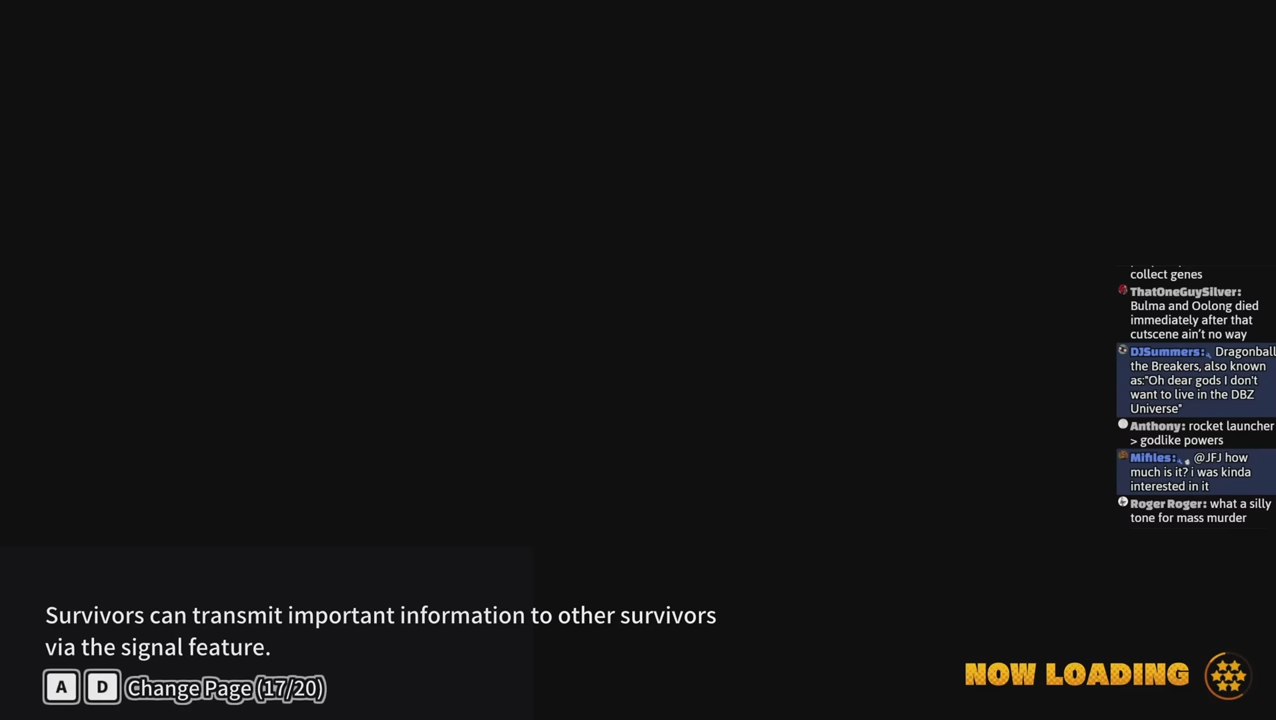 collect genes
ThatOneGuySilver:
Bulma and Oolong died
immediately after that
cutscene ain't no way
DJSummers: Dragonball
the Breakers, also known
as:"Oh dear gods I don't
want to live in the DBZ
Universe"
Anthony: rocket launcher
> godlike powers
Mifiles: @JFJ how
much is it? i was kinda
interested in it
Roger Roger: what a silly
tone for mass murder
Survivors can transmit important information to other survivors
via the signal feature.
A D Change Page (17/20)
NOW LOADING